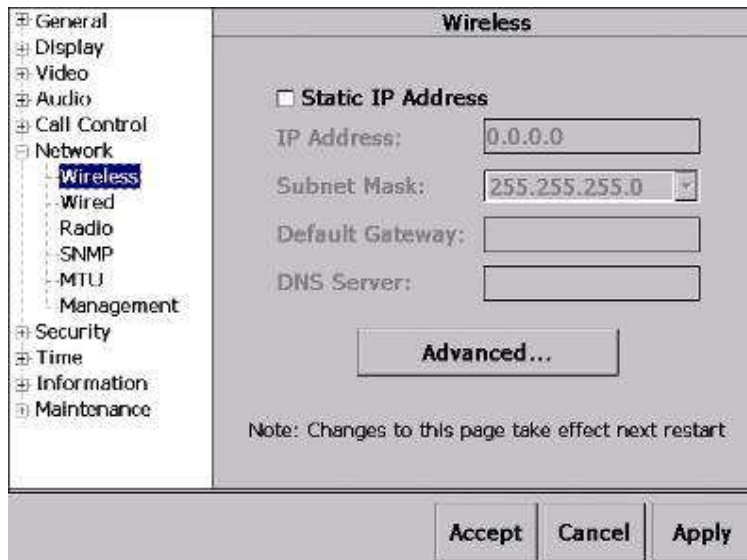 General
Display
Video
Audio
Call Control
Network
Wireless
Wired
Radio
SNMP
MTU
Management
Security
Time
Information
Maintenance
Wireless
Static IP Address
IP Address: 0.0.0.0
Subnet Mask: 255.255.255.0
Default Gateway:
DNS Server:
Advanced...
Note: Changes to this page take effect next restart
Accept Cancel Apply